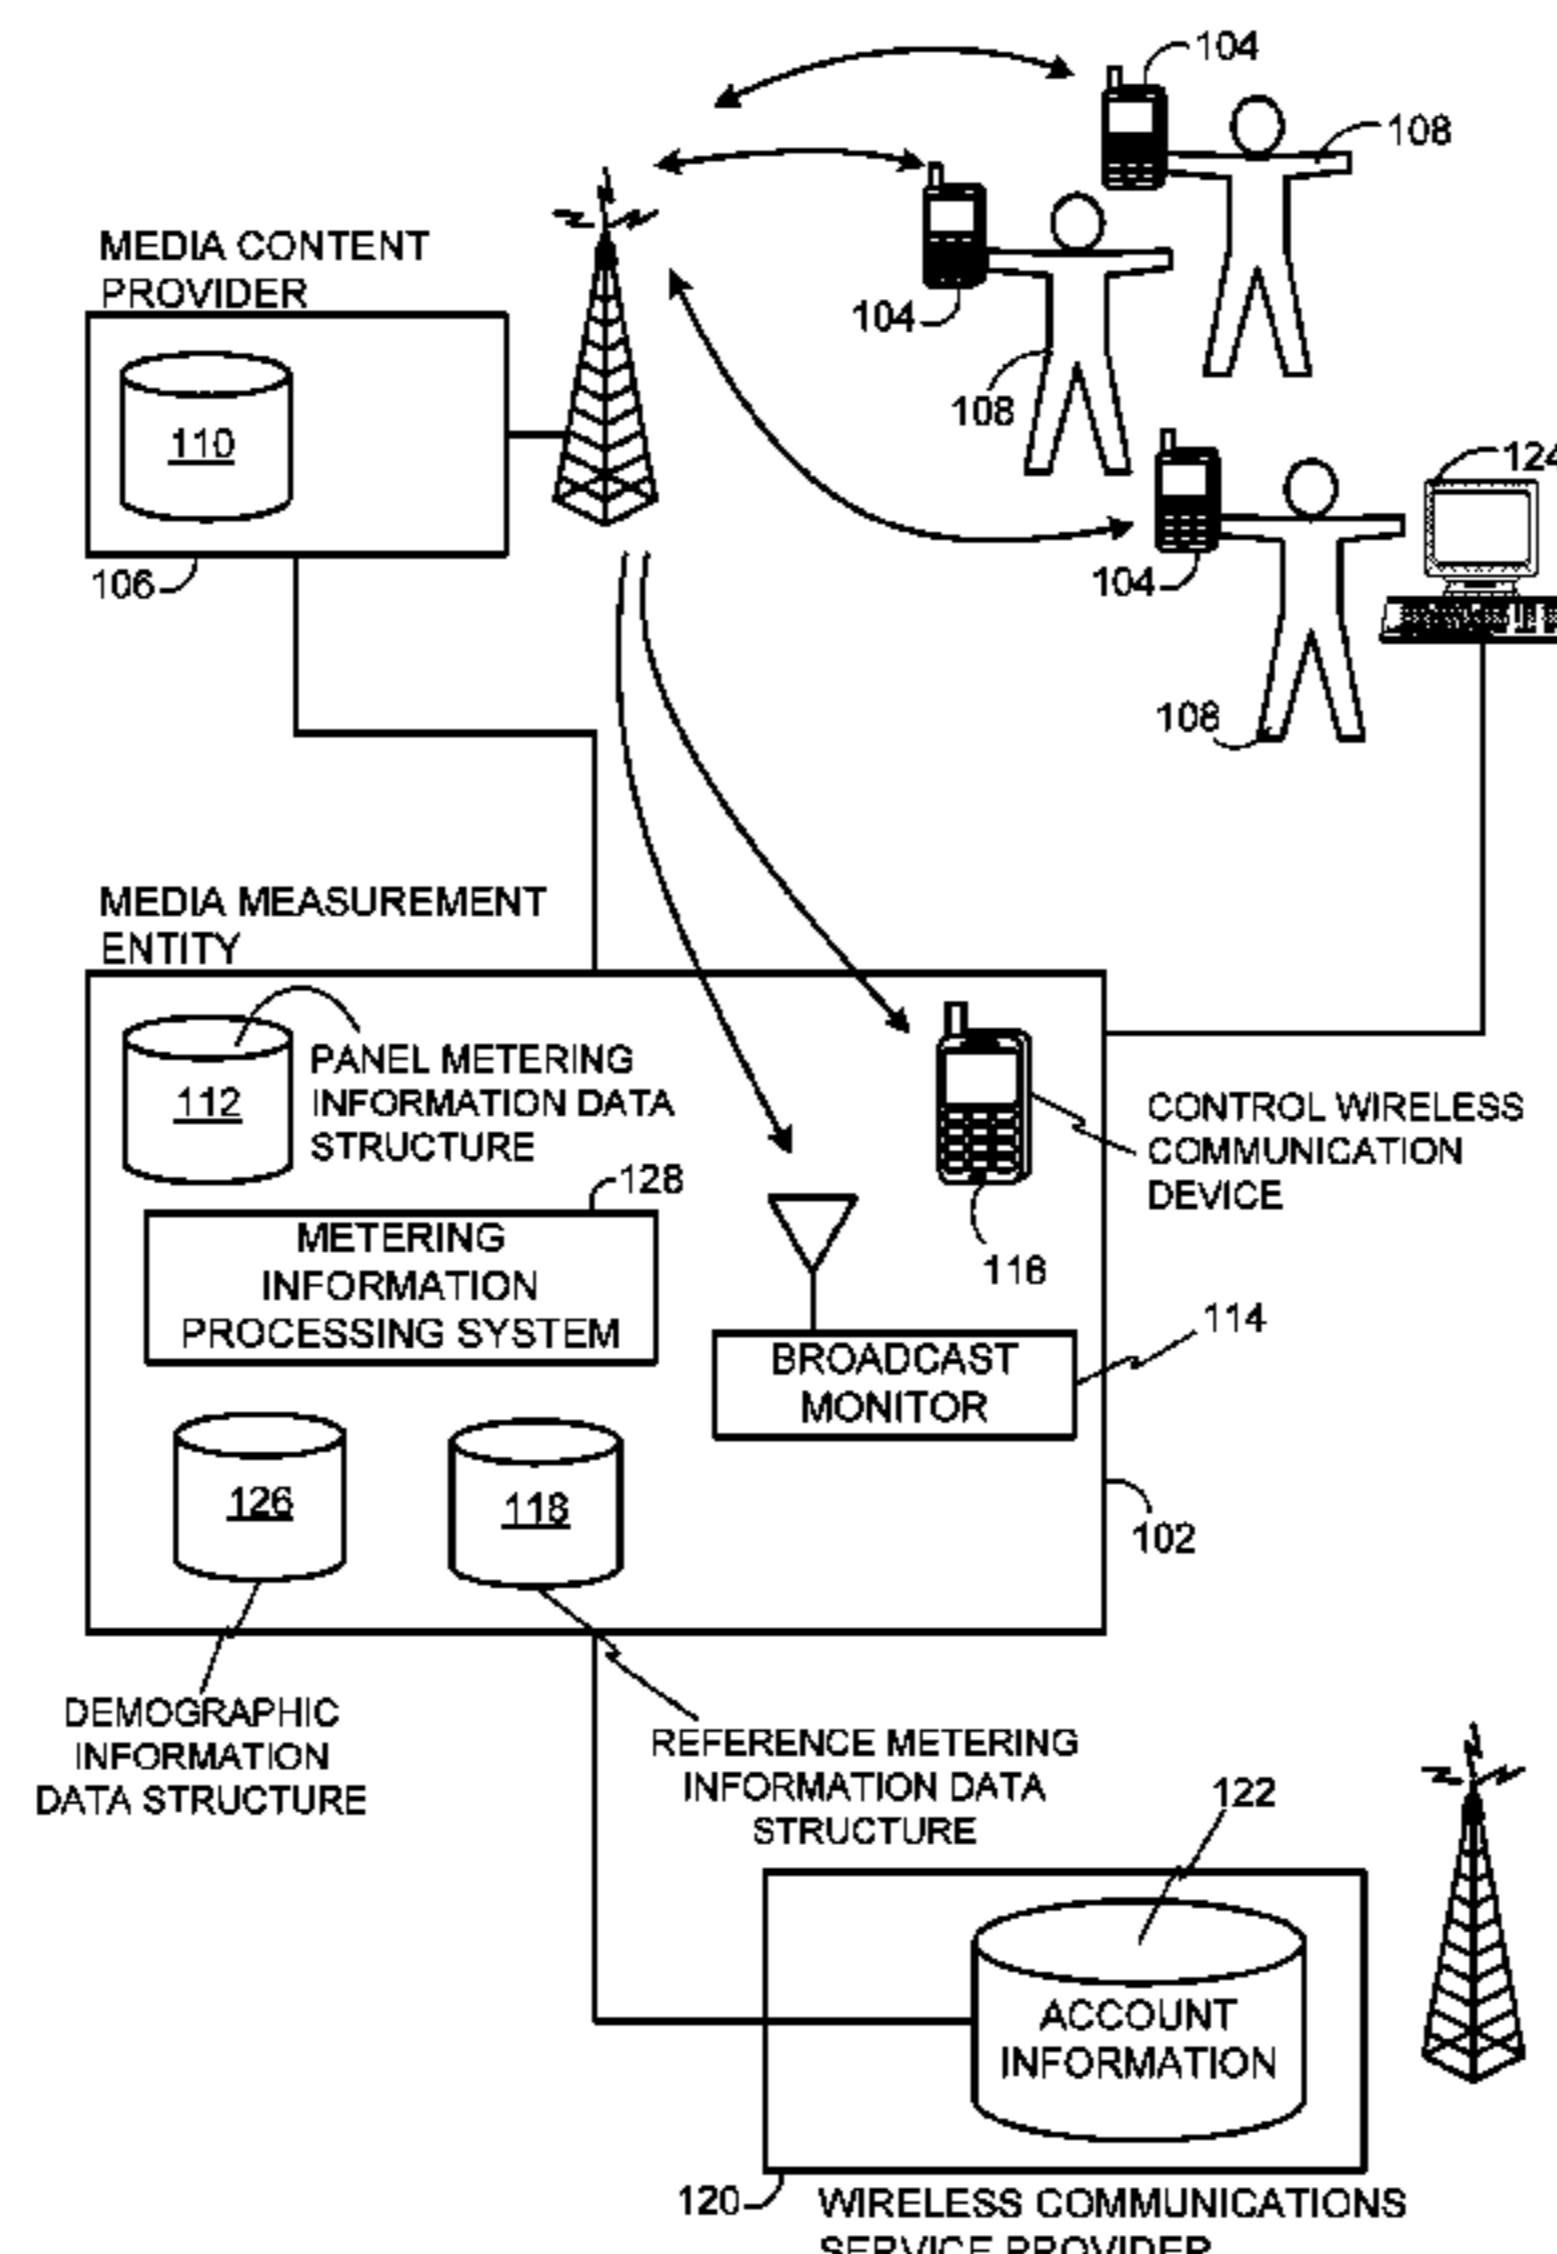 104
108
MEDIA CONTENT
PROVIDER
104
108
110
124
106
104
108
MEDIA MEASUREMENT
ENTITY
PANEL METERING
INFORMATION DATA
STRUCTURE
112
CONTROL WIRELESS
COMMUNICATION
DEVICE
128
METERING
INFORMATION
PROCESSING SYSTEM
116
114
BROADCAST
MONITOR
126
118
102
DEMOGRAPHIC
INFORMATION
DATA STRUCTURE
REFERENCE METERING
INFORMATION DATA
STRUCTURE
122
ACCOUNT
INFORMATION
120
WIRELESS COMMUNICATIONS
SERVICE PROVIDER